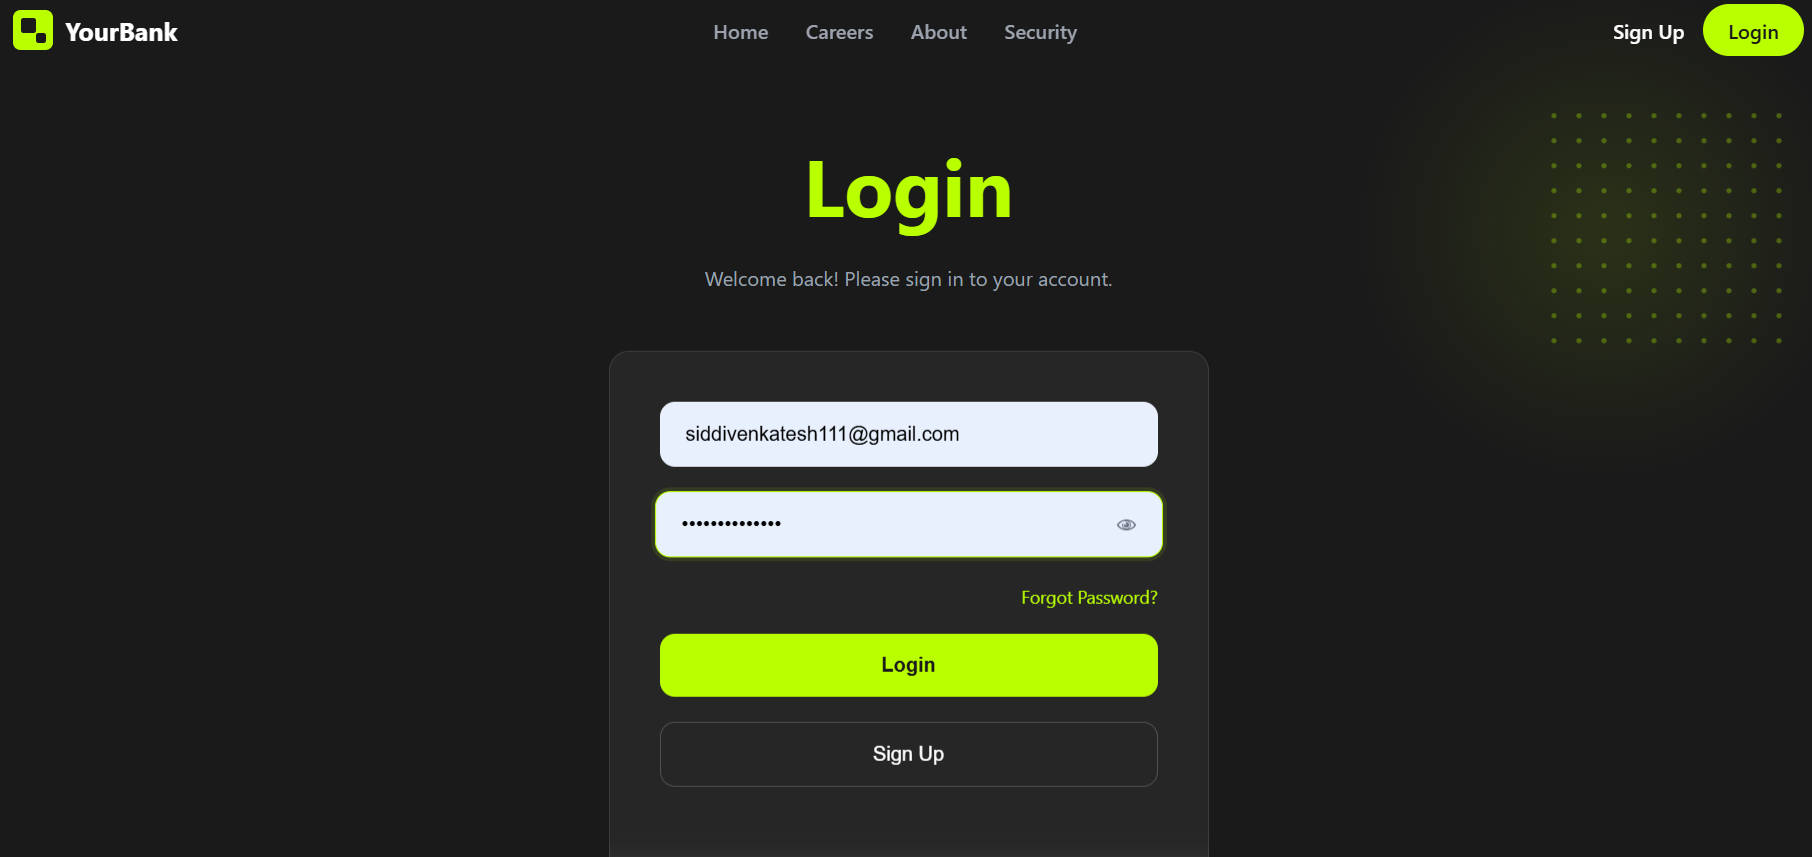 YourBank
Home Careers About Security
Sign Up Login
Login
Welcome back! Please sign in to your account.
siddivenkatesh111@gmail.com
••••••••••••••
Forgot Password?
Login
Sign Up